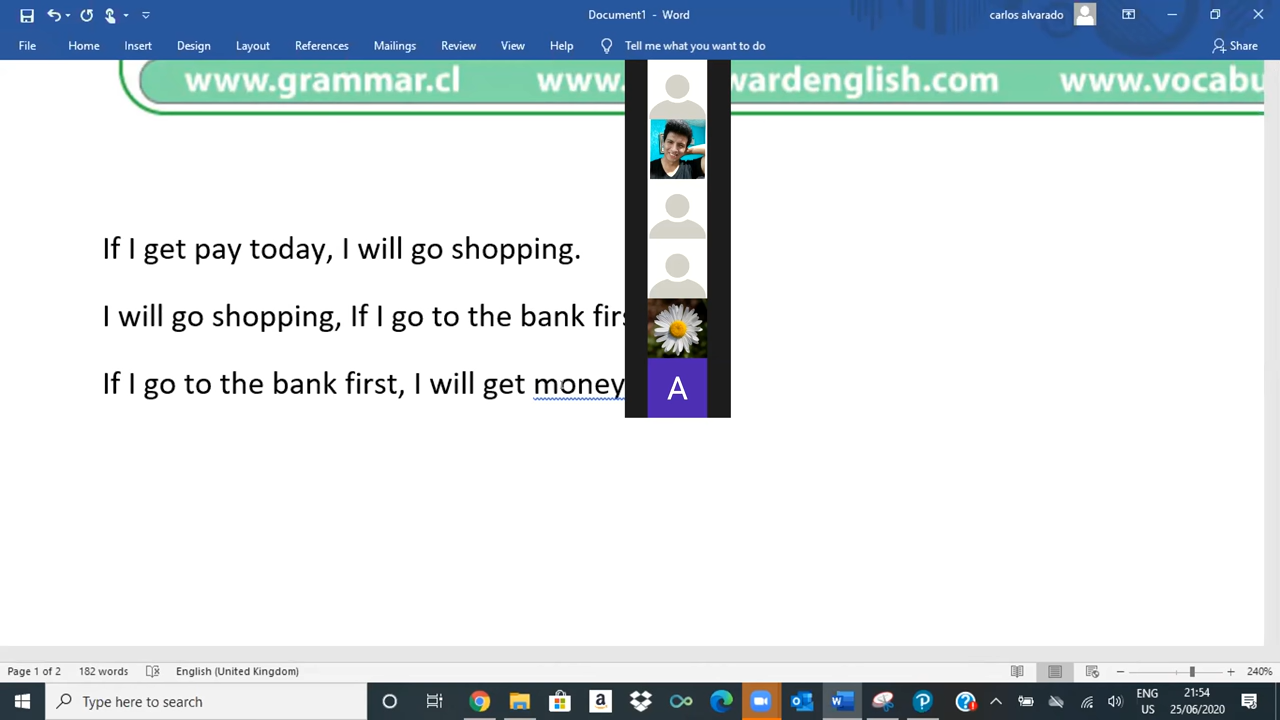 Document1 - Word
carlos alvarado
File Home Insert Design Layout References Mailings Review View Help Tell me what you want to do Share
www.grammar.cl www. wardenglish.com www.vocabu
If I get pay today, I will go shopping.
I will go shopping, If I go to the bank firs
If I go to the bank first, I will get money
A
Page 1 of 2 182 words English (United Kingdom) 240%
Type here to search
ENG 21:54
US 25/06/2020